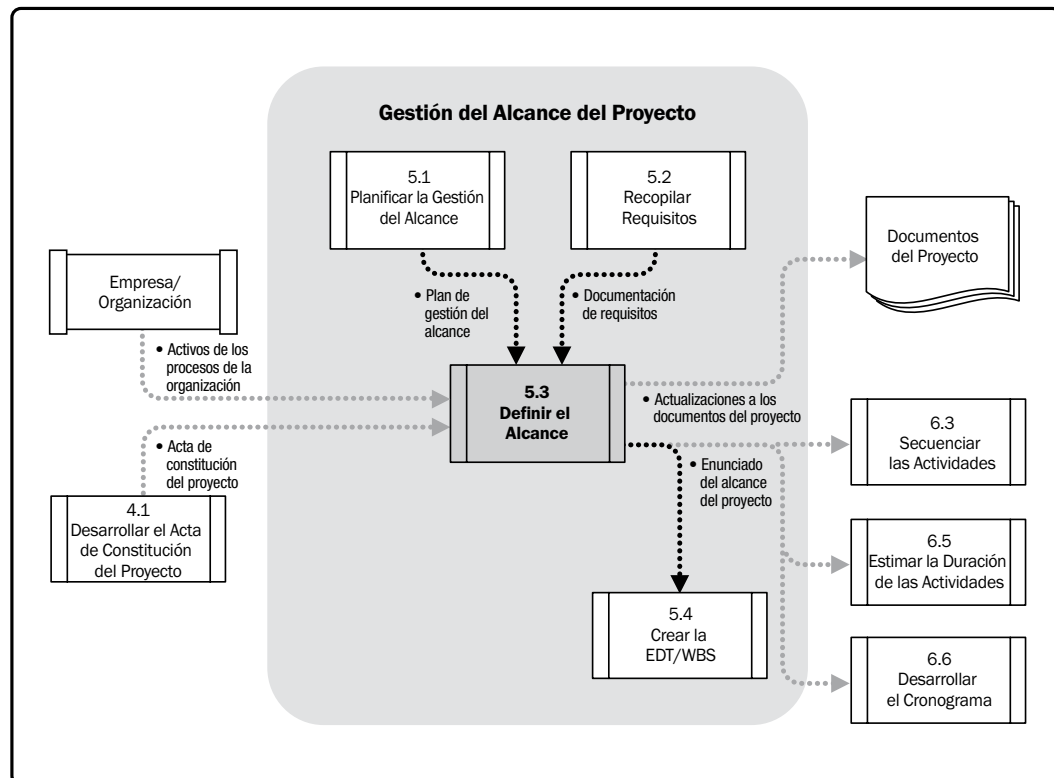 Gestión del Alcance del Proyecto
5.1
Planificar la Gestión
del Alcance
5.2
Recopilar
Requisitos
Documentos
del Proyecto
Empresa/
Organización
• Plan de
gestión del
alcance
• Documentación
de requisitos
• Activos de los
procesos de la
organización
5.3
Definir el
Alcance
• Actualizaciones a los
documentos del proyecto
6.3
Secuenciar
las Actividades
• Acta de
constitución
del proyecto
• Enunciado
del alcance
del proyecto
4.1
Desarrollar el Acta
de Constitución
del Proyecto
6.5
Estimar la Duración
de las Actividades
5.4
Crear la
EDT/WBS
6.6
Desarrollar
el Cronograma